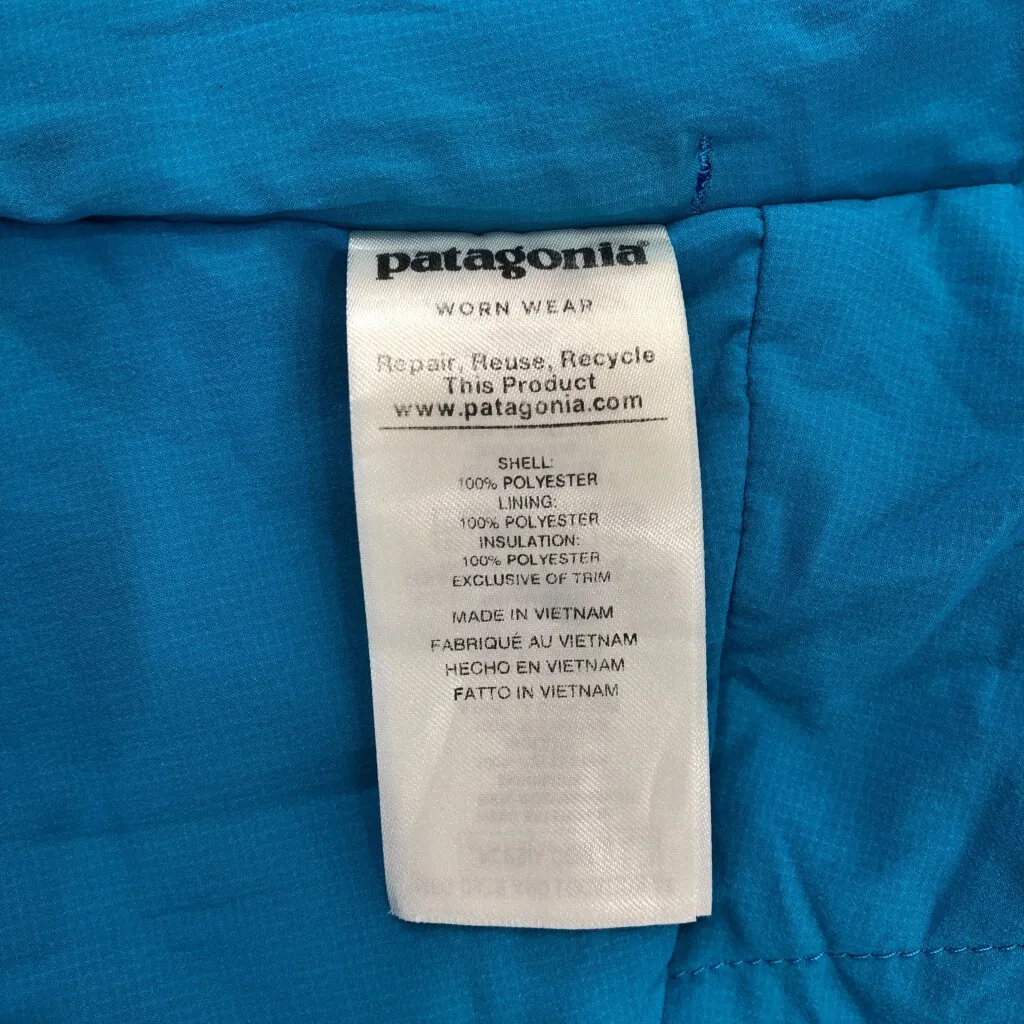 patagonia®
WORN WEAR
Repair, Reuse, Recycle
This Product
www.patagonia.com
SHELL:
100% POLYESTER
LINING:
100% POLYESTER
INSULATION:
100% POLYESTER
EXCLUSIVE OF TRIM
MADE IN VIETNAM
FABRIQUÉ AU VIETNAM
HECHO EN VIETNAM
FATTO IN VIETNAM